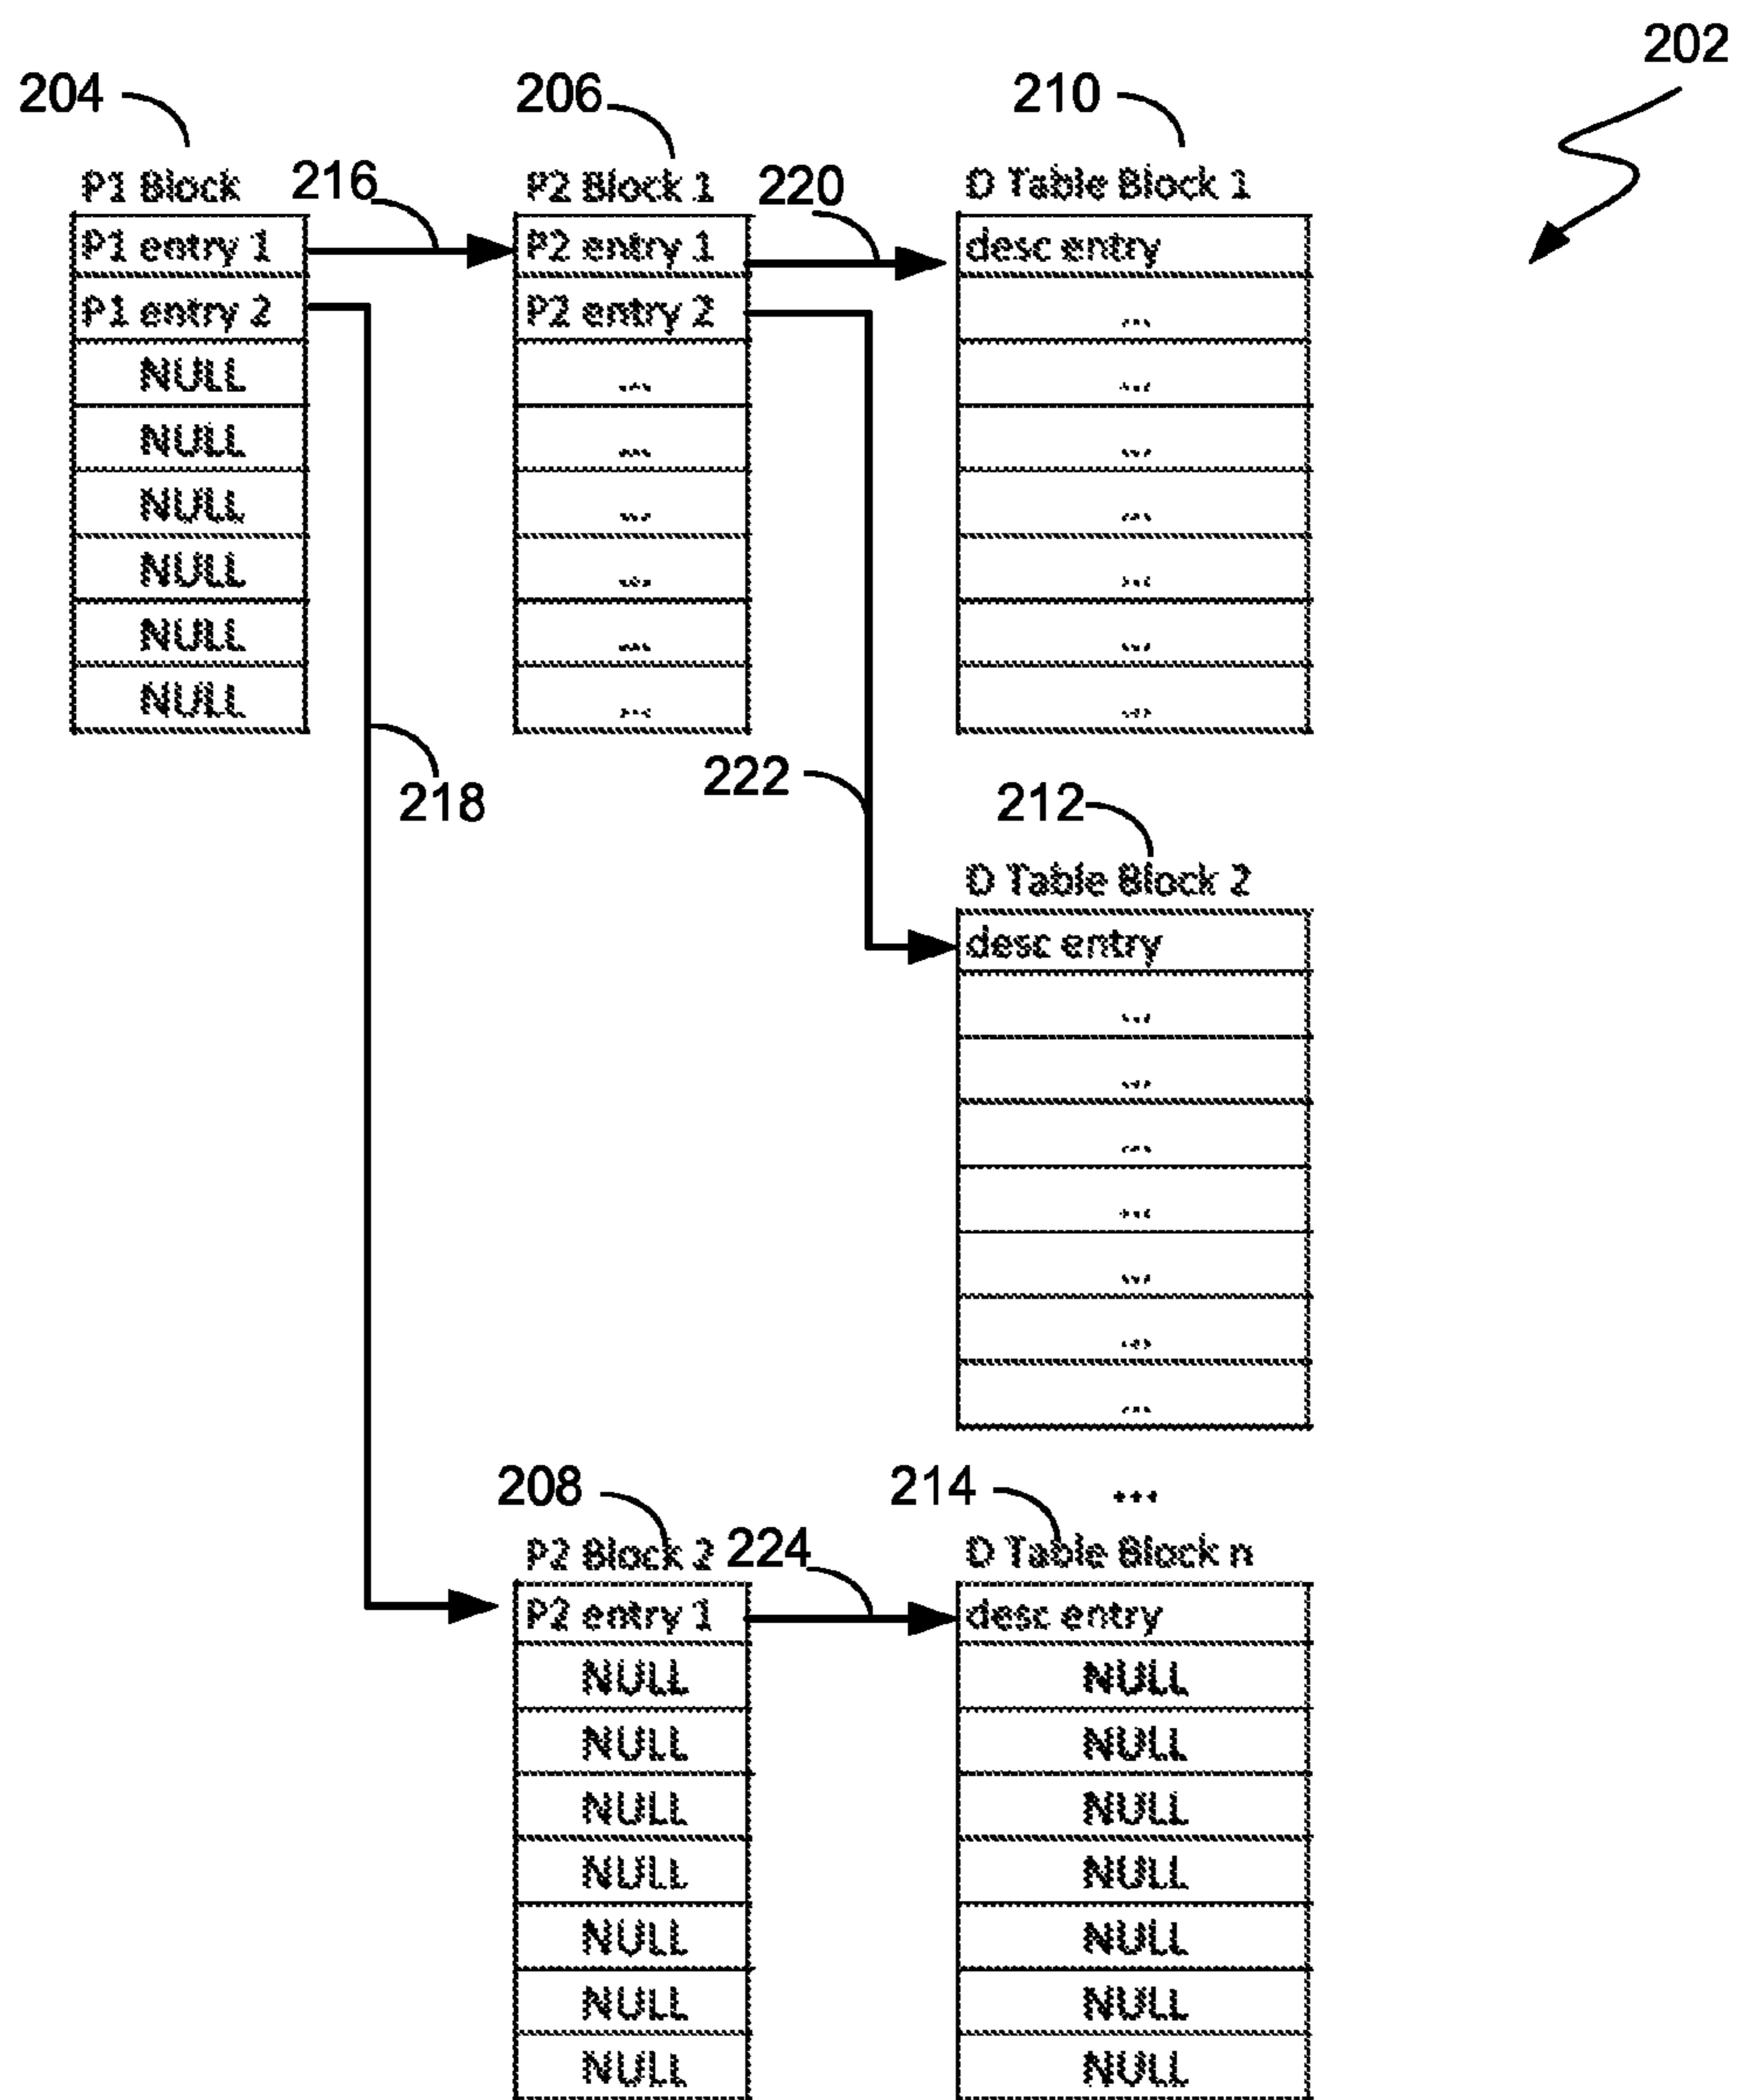 202
204
206
210
P1 Block
216
P2 Block 1
220
D Table Block 1
P1 entry 1
P2 entry 1
desc entry
P1 entry 2
P2 entry 2
...
NULL
...
...
NULL
...
...
NULL
...
...
NULL
...
...
NULL
...
...
NULL
...
...
218
222
212
D Table Block 2
desc entry
...
...
...
...
...
...
...
208
214
...
P2 Block 2
224
D Table Block n
P2 entry 1
desc entry
NULL
NULL
NULL
NULL
NULL
NULL
NULL
NULL
NULL
NULL
NULL
NULL
NULL
NULL